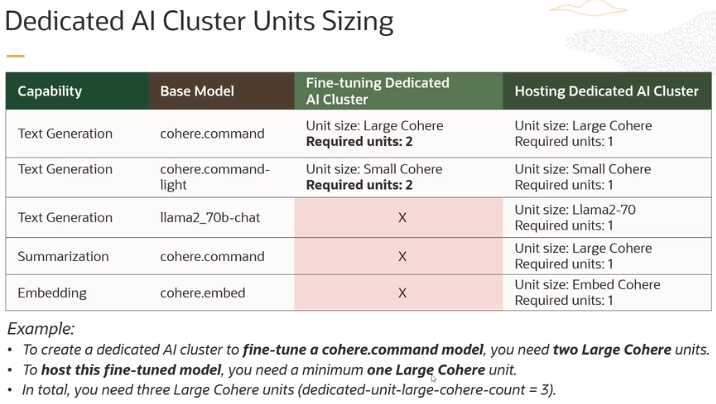 Dedicated AI Cluster Units Sizing
Capability
Base Model
Fine-tuning Dedicated
AI Cluster
Hosting Dedicated AI Cluster
Text Generation
cohere.command
Unit size: Large Cohere
Required units: 2
Unit size: Large Cohere
Required units: 1
Text Generation
cohere.command-
light
Unit size: Small Cohere
Required units: 2
Unit size: Small Cohere
Required units: 1
Text Generation
llama2_70b-chat
X
Unit size: Llama2-70
Required units: 1
Summarization
cohere.command
X
Unit size: Large Cohere
Required units: 1
Embedding
cohere.embed
X
Unit size: Embed Cohere
Required units: 1
Example:
• To create a dedicated AI cluster to fine-tune a cohere.command model, you need two Large Cohere units.
• To host this fine-tuned model, you need a minimum one Large Cohere unit.
• In total, you need three Large Cohere units (dedicated-unit-large-cohere-count = 3).